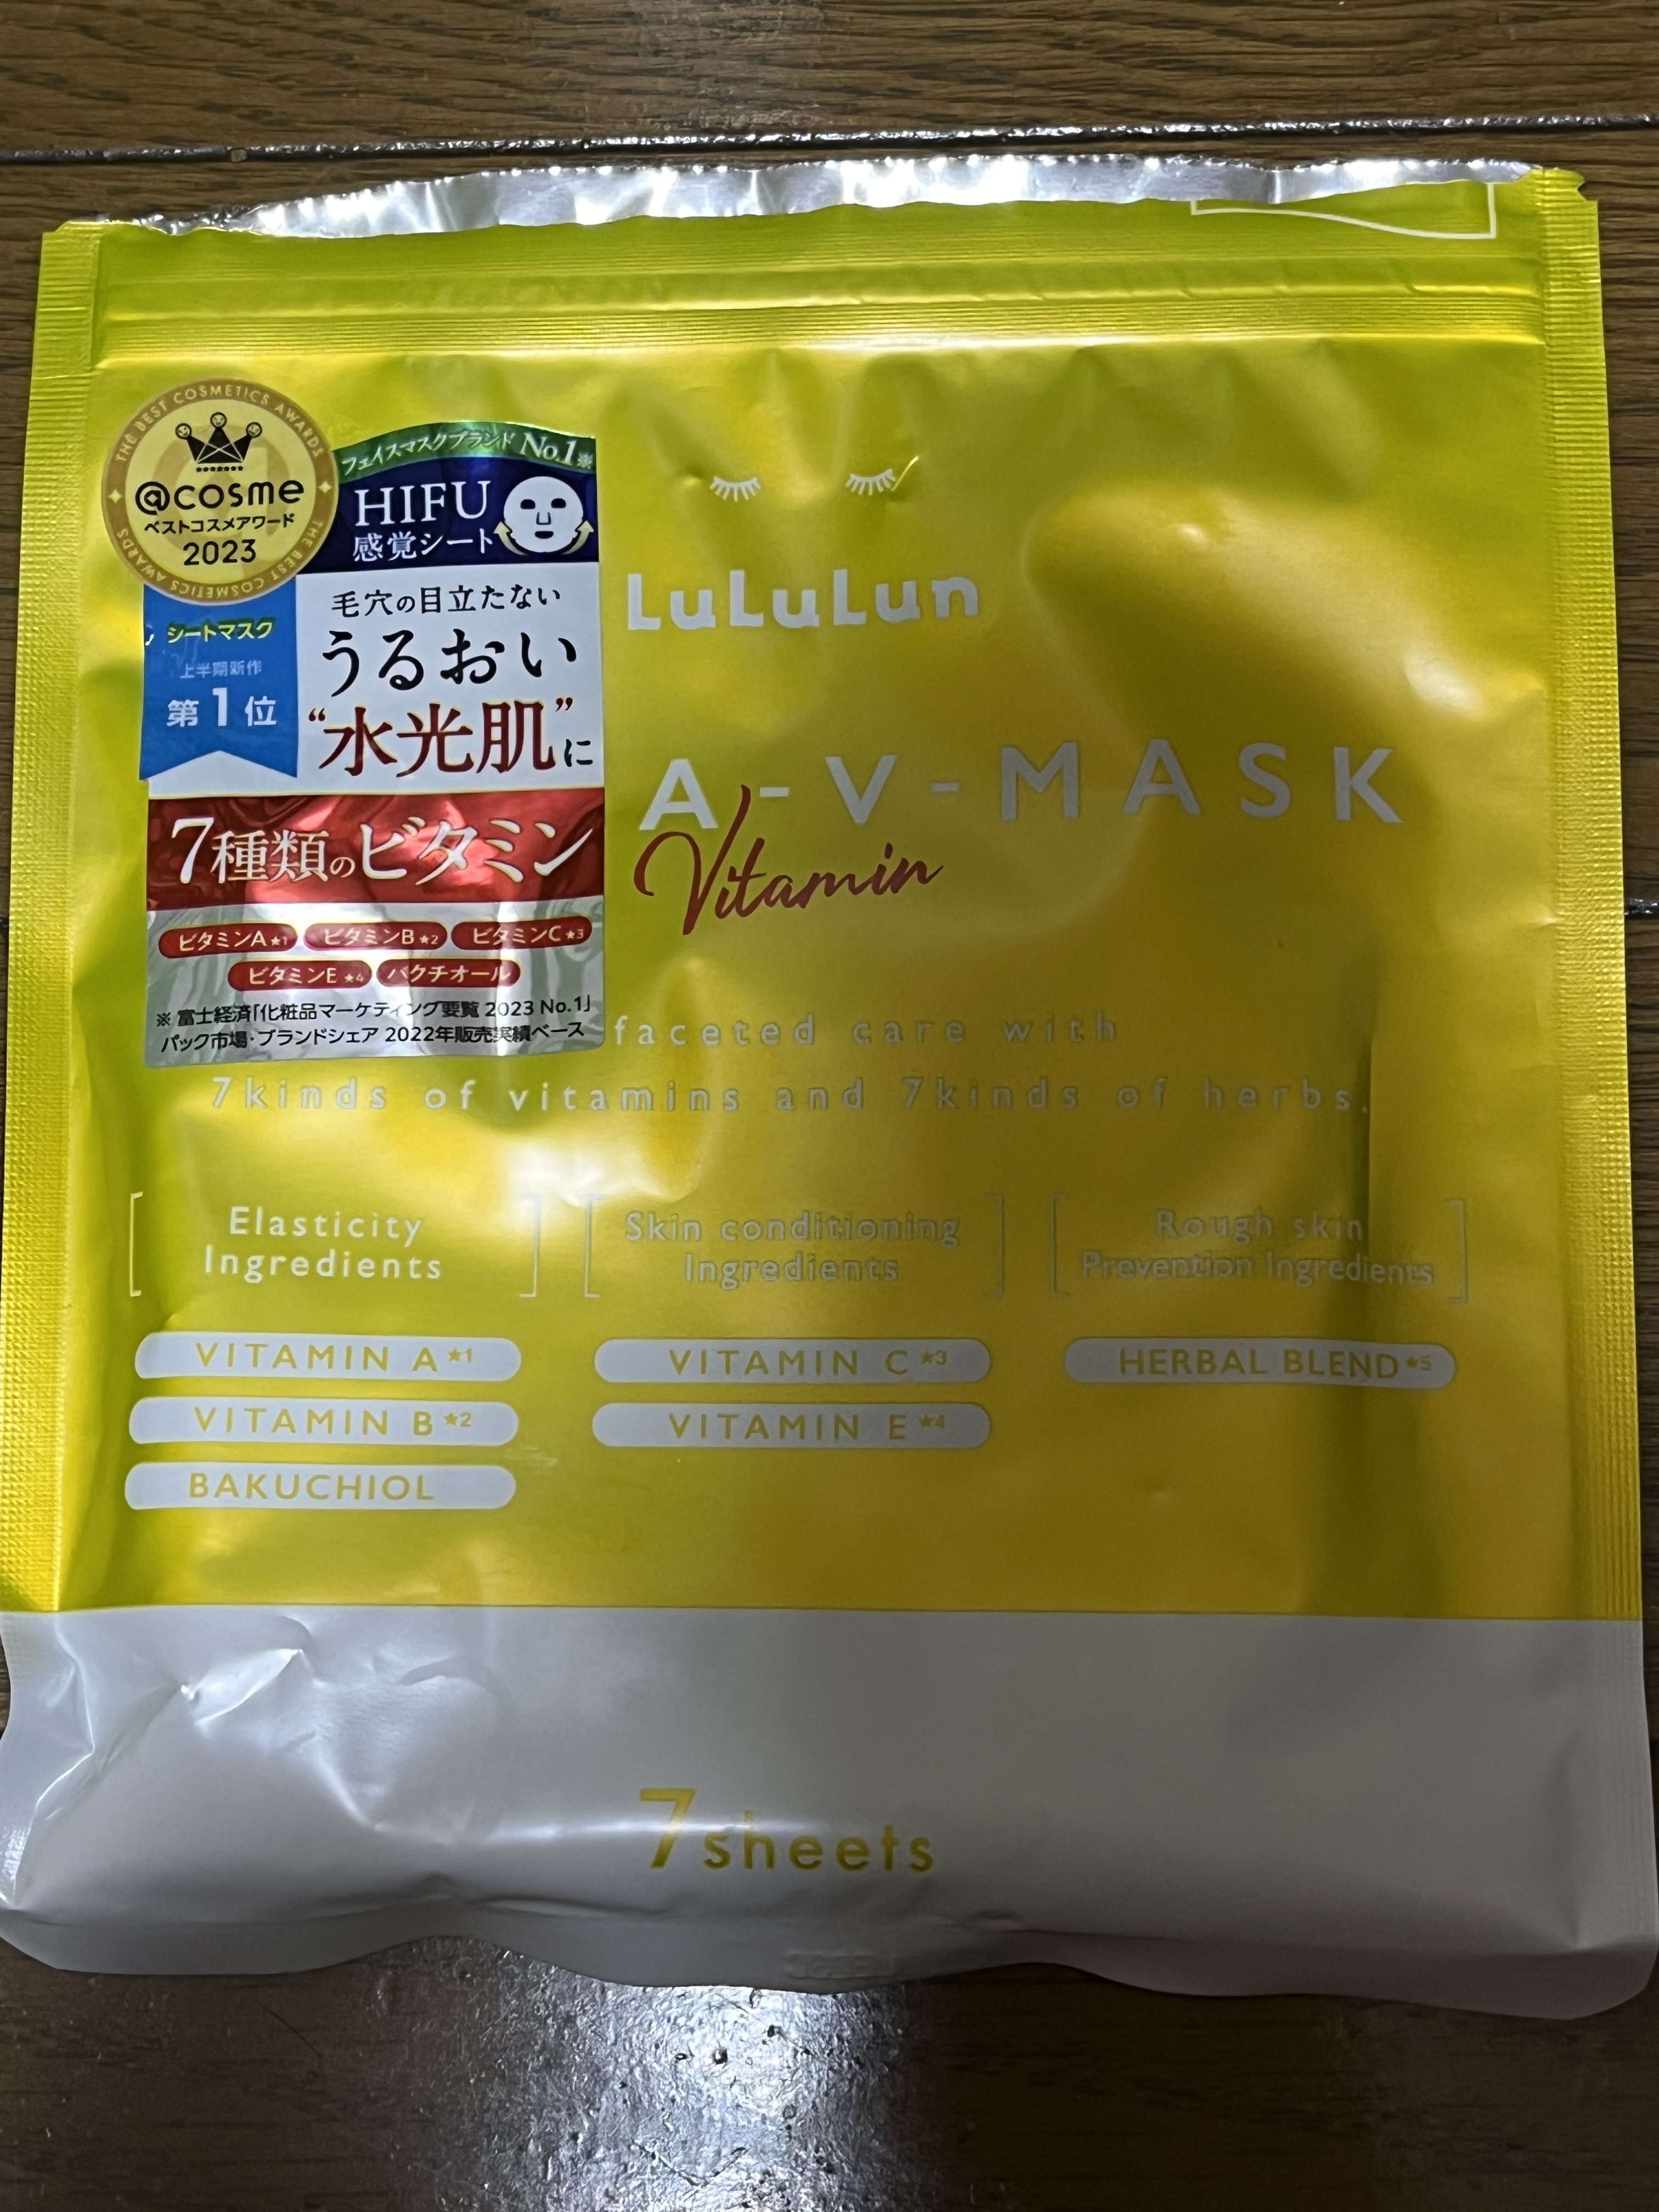 THE BEST COSMETICS AWARDS
@cosme
ベストコスメアワード
2023
THE BEST COSMETICS AWARDS
シートマスク
上半期新作
第1位
フェイスマスクブランド No.1※
HIFU
感覚シート
毛穴の目立たない
うるおい
“水光肌”に
7種類のビタミン
ビタミンA★1 ビタミンB★2 ビタミンC★3
ビタミンE★4 バクチオール
※ 富士経済「化粧品マーケティング要覧 2023 No.1」
パック市場・ブランドシェア 2022年販売実績ベース
LuLuLun
A-V-MASK
Vitamin
faceted care with
7kinds of vitamins and 7kinds of herbs.
Elasticity
Ingredients
VITAMIN A★1
VITAMIN B★2
BAKUCHIOL
Skin conditioning
Ingredients
VITAMIN C★3
VITAMIN E★4
Rough skin
Prevention Ingredients
HERBAL BLEND★5
7sheets